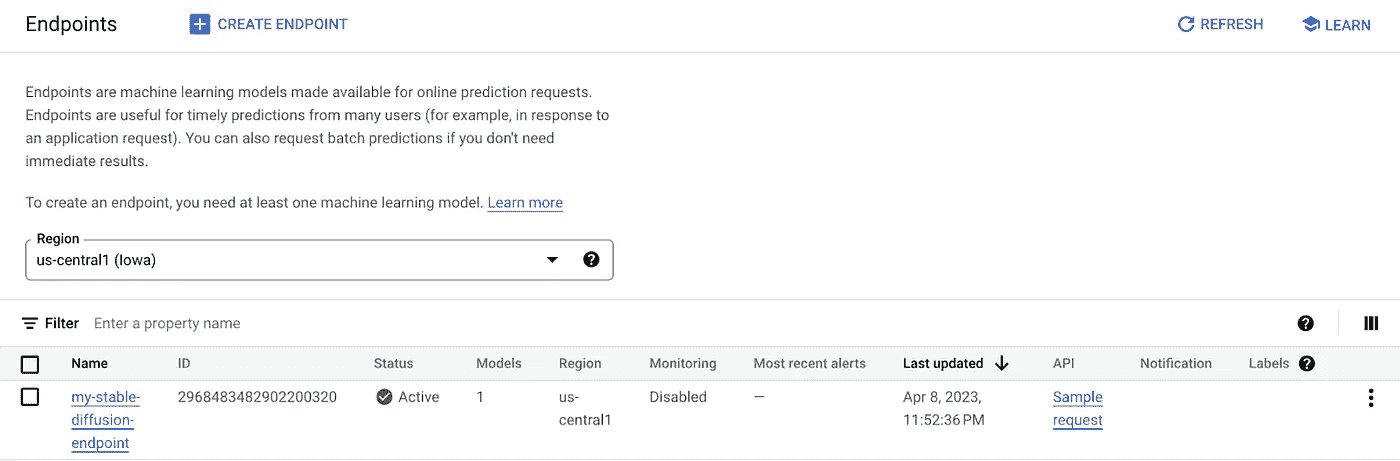 Endpoints CREATE ENDPOINT REFRESH LEARN
Endpoints are machine learning models made available for online prediction requests.
Endpoints are useful for timely predictions from many users (for example, in response to
an application request). You can also request batch predictions if you don't need
immediate results.
To create an endpoint, you need at least one machine learning model. Learn more
Region
us-central1 (Iowa)
Filter Enter a property name
Name ID Status Models Region Monitoring Most recent alerts Last updated API Notification Labels
my-stable- 2968483482902200320 Active 1 us- Disabled — Apr 8, 2023, Sample
diffusion- central1 11:52:36 PM request
endpoint